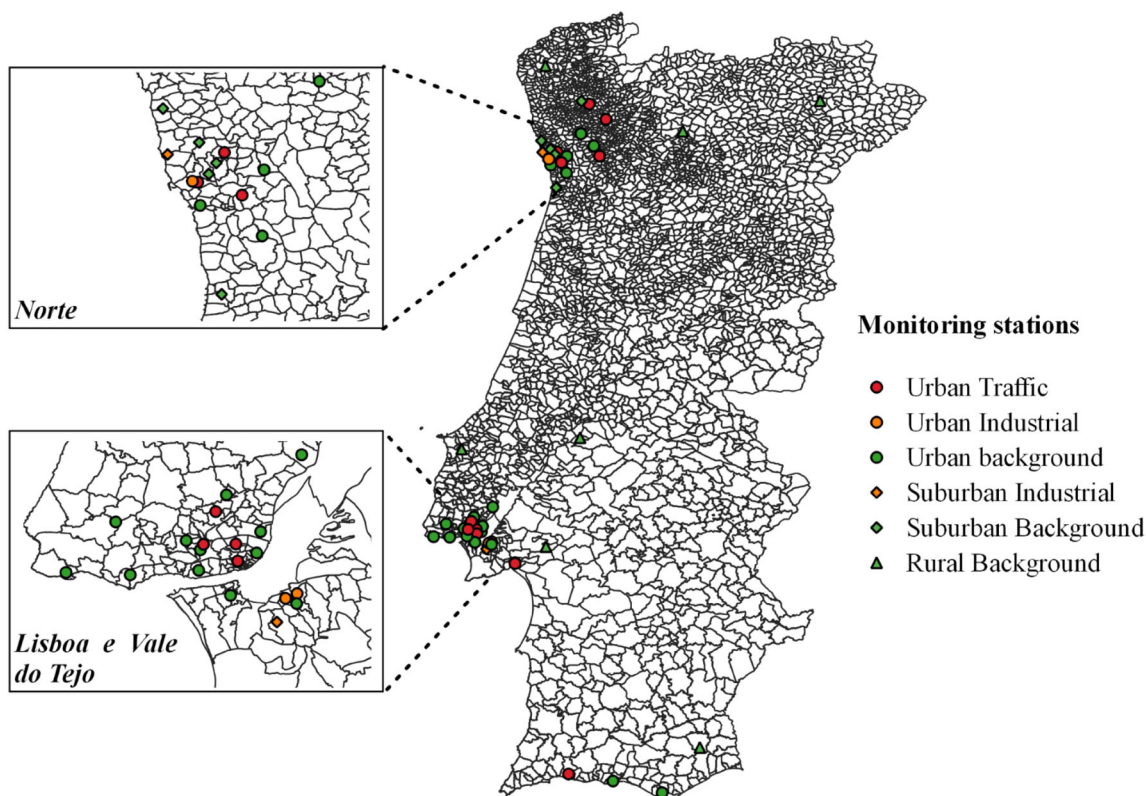 Norte
Lisboa e Vale
do Tejo
Monitoring stations
Urban Traffic
Urban Industrial
Urban background
Suburban Industrial
Suburban Background
Rural Background